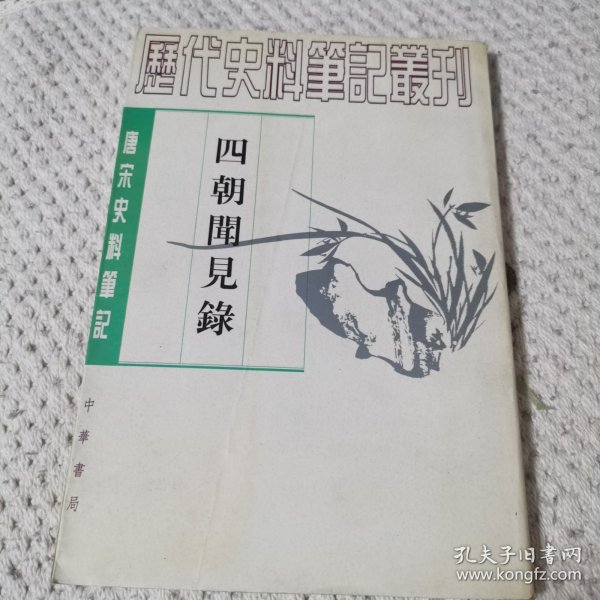 歷代史料筆記叢刊
唐宋史料筆記
四朝聞見錄
中華書局
孔夫子旧书网
www.kongfz.com